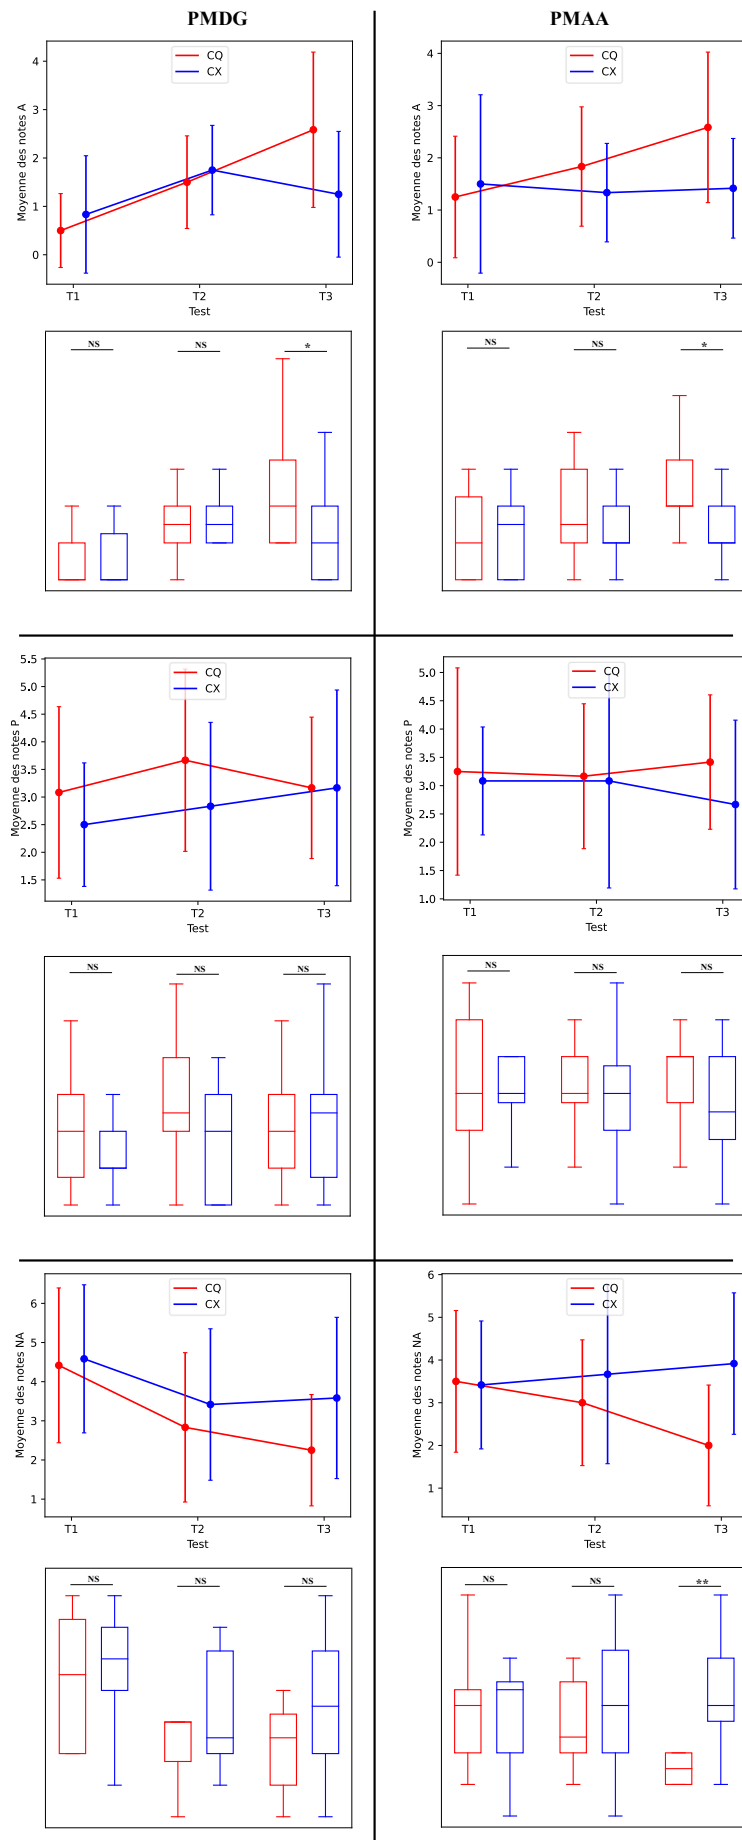 PMDG
PMAA
Moyenne des notes A
4
3
2
1
0
CQ
CX
T1
T2
T3
Test
Moyenne des notes A
4
3
2
1
0
CQ
CX
T1
T2
T3
Test
NS
NS
*
NS
NS
*
Moyenne des notes P
5.5
5.0
4.5
4.0
3.5
3.0
2.5
2.0
1.5
CQ
CX
T1
T2
T3
Test
Moyenne des notes P
5.0
4.5
4.0
3.5
3.0
2.5
2.0
1.5
1.0
CQ
CX
T1
T2
T3
Test
NS
NS
NS
NS
NS
NS
Moyenne des notes NA
6
5
4
3
2
1
CQ
CX
T1
T2
T3
Test
Moyenne des notes NA
6
5
4
3
2
1
CQ
CX
T1
T2
T3
Test
NS
NS
NS
NS
NS
**